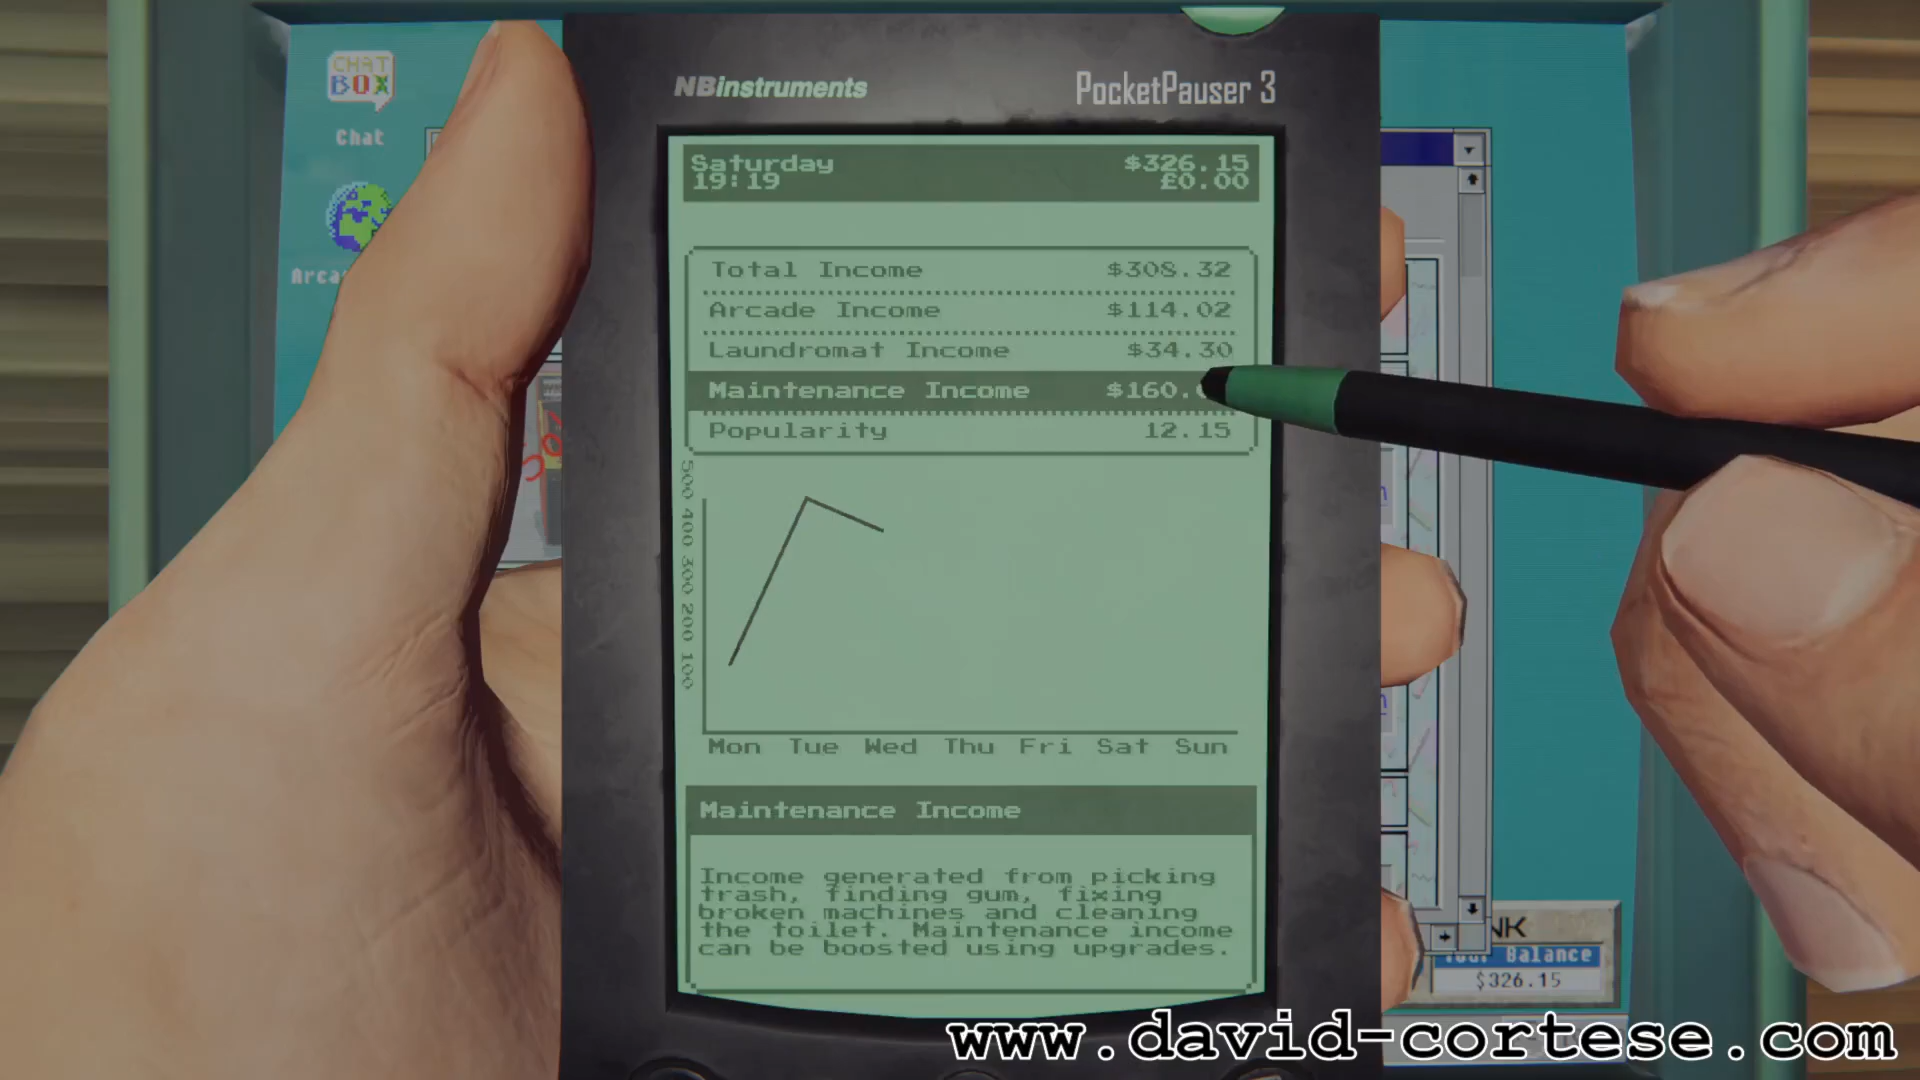 CHAT
BOX
Chat
NBinstruments
PocketPauser 3
Saturday
$326.15
19:19
£0.00
Total Income
$308.32
Arcade Income
$114.02
Laundromat Income
$34.30
Maintenance Income
Popularity
12.15
500 400 300 200 100
Mon Tue Wed Thu Fri Sat Sun
Maintenance Income
Income generated from picking
trash, finding gum, fixing
broken machines and cleaning
the toilet. Maintenance income
can be boosted using upgrades.
Your Balance
$326.15
www.david-cortese.com